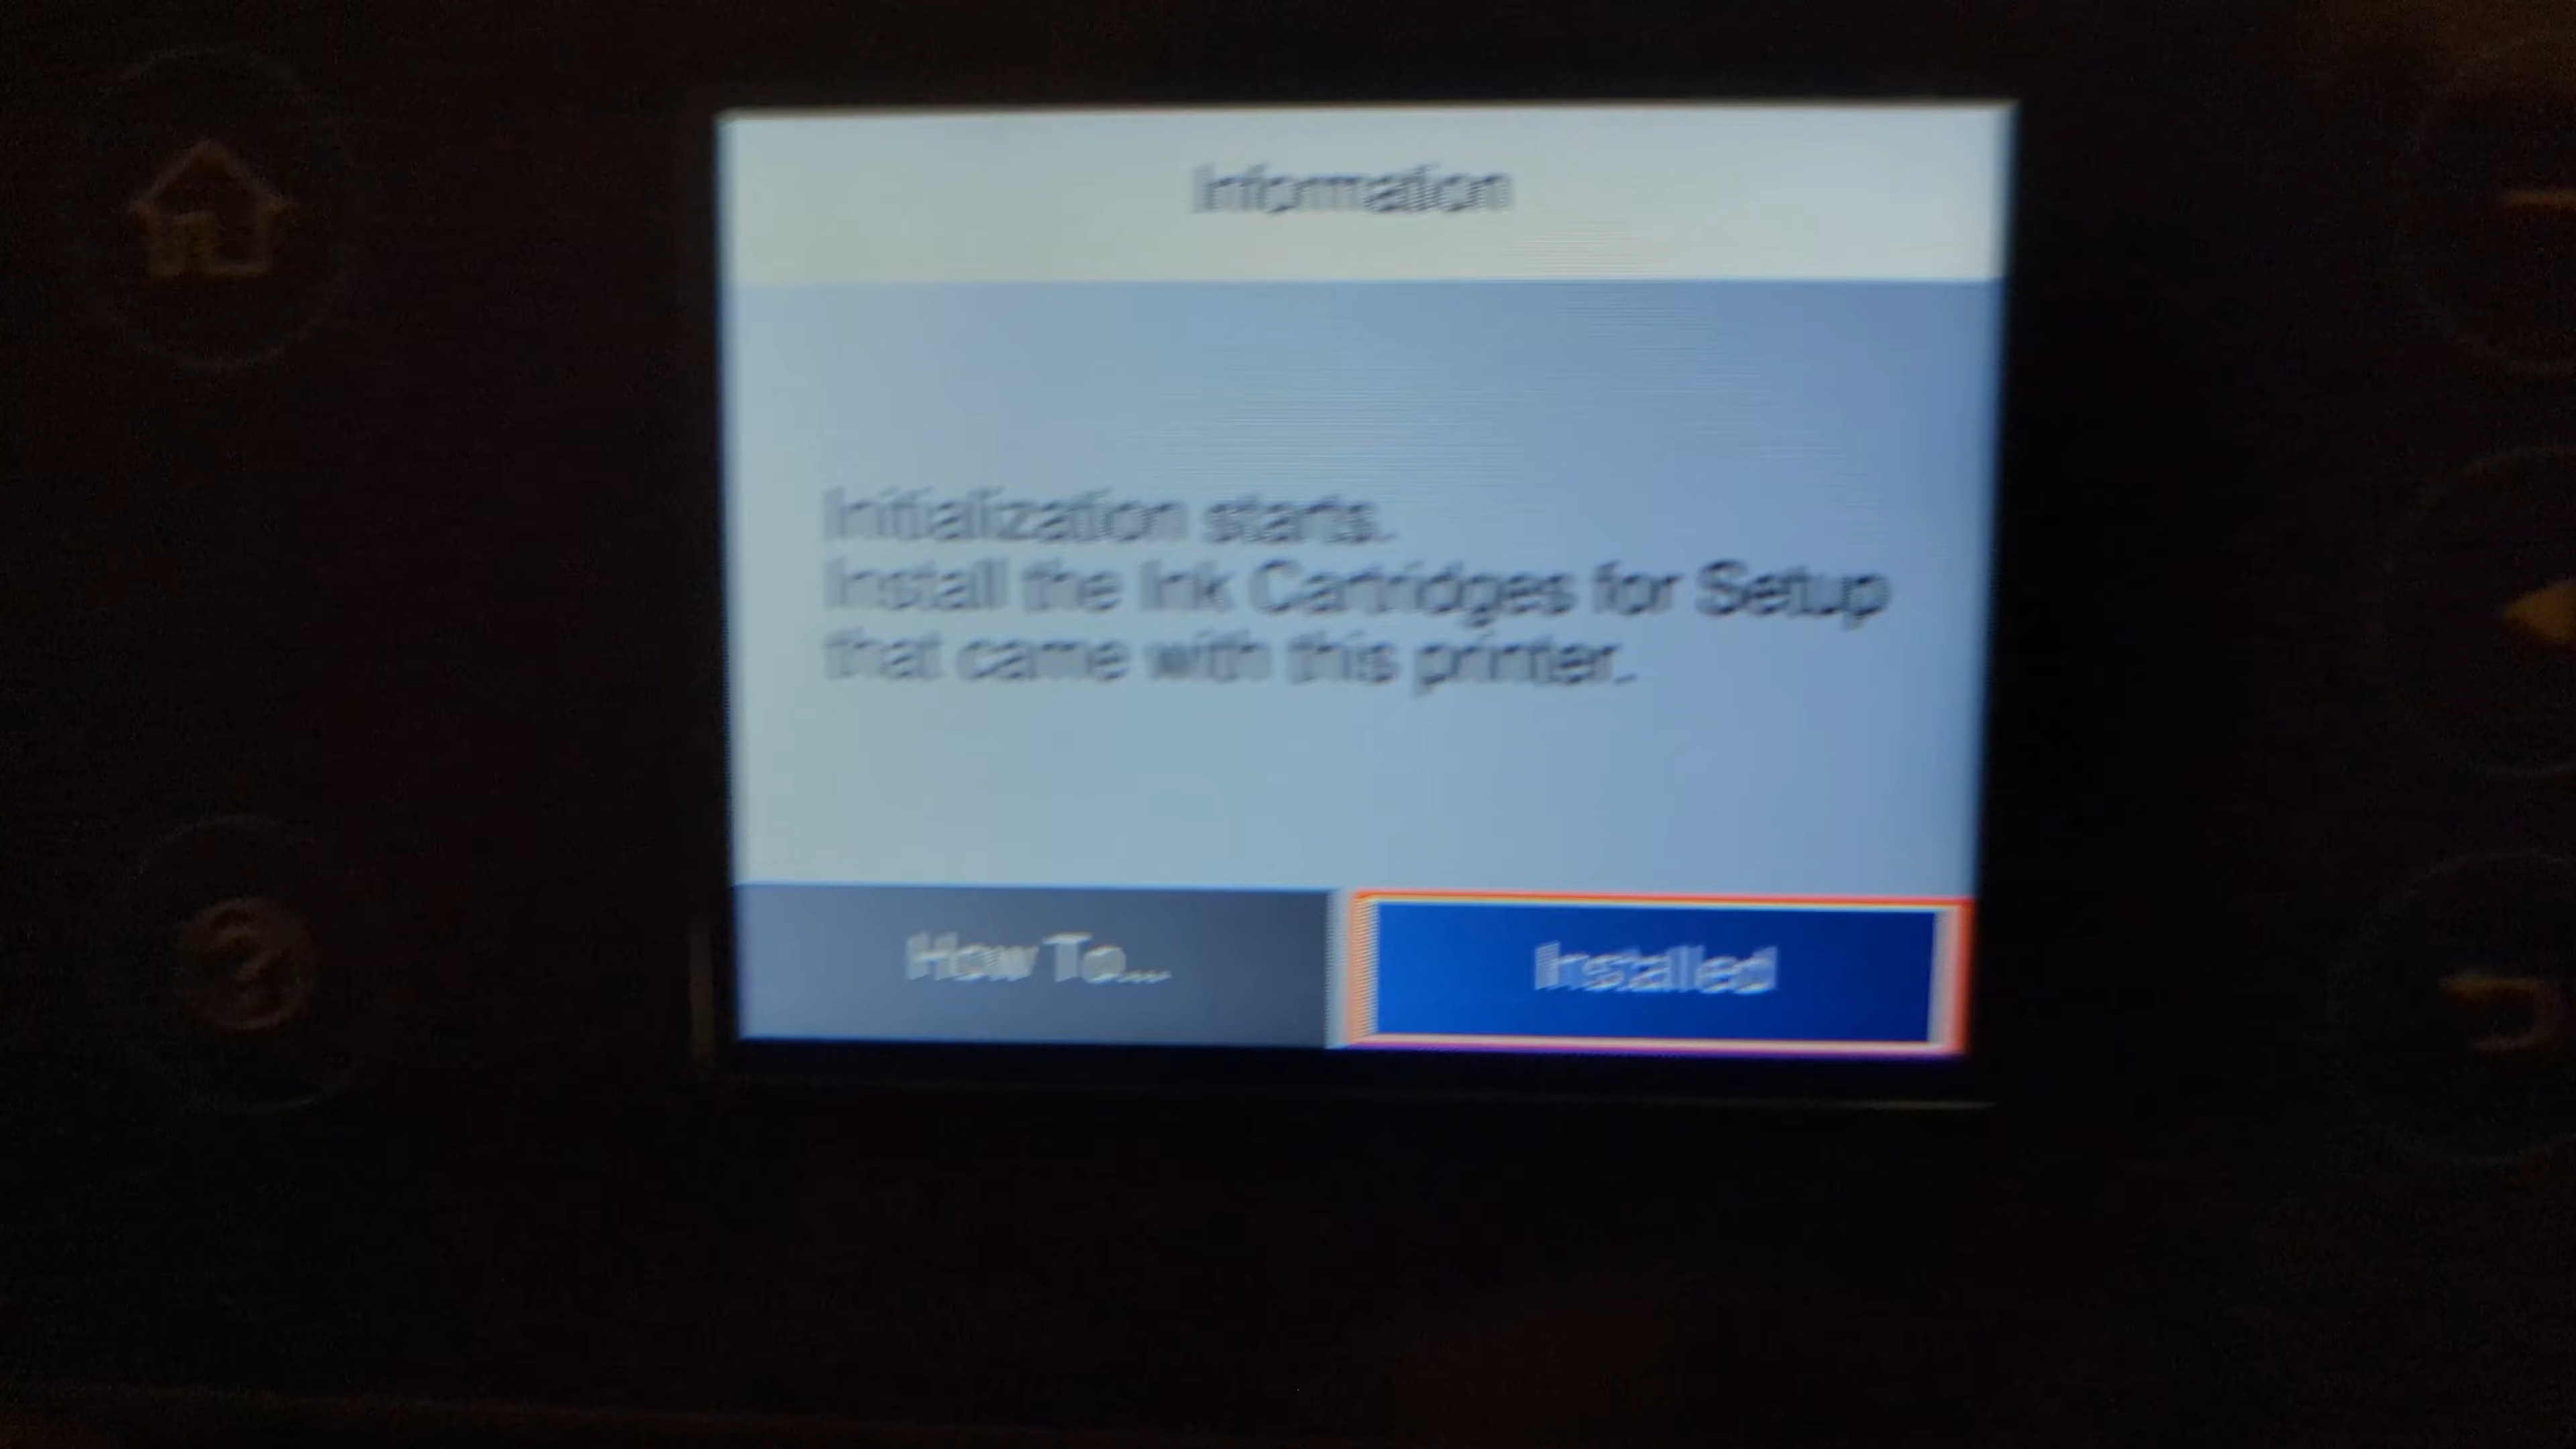 Information
Initialization starts.
Install the Ink Cartridges for Setup
that came with this printer.
How To...
Installed
?